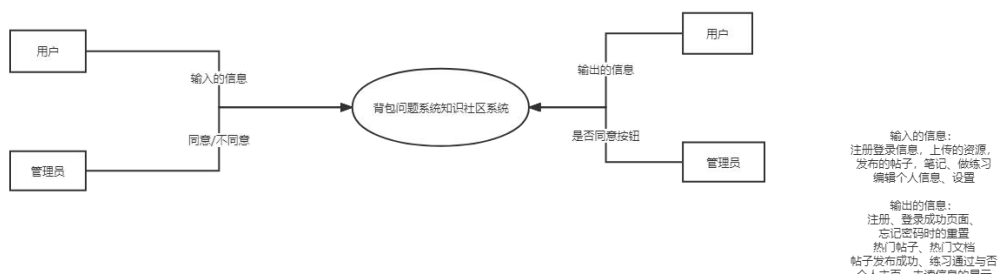 用户
用户
输入的信息
输出的信息
背包问题系统知识社区系统
同意/不同意
是否同意按钮
管理员
管理员
输入的信息：
注册登录信息，上传的资源，
发布的帖子，笔记、做练习
编辑个人信息、设置
输出的信息：
注册、登录成功页面、
忘记密码时的重置
热门帖子、热门文档
帖子发布成功、练习通过与否